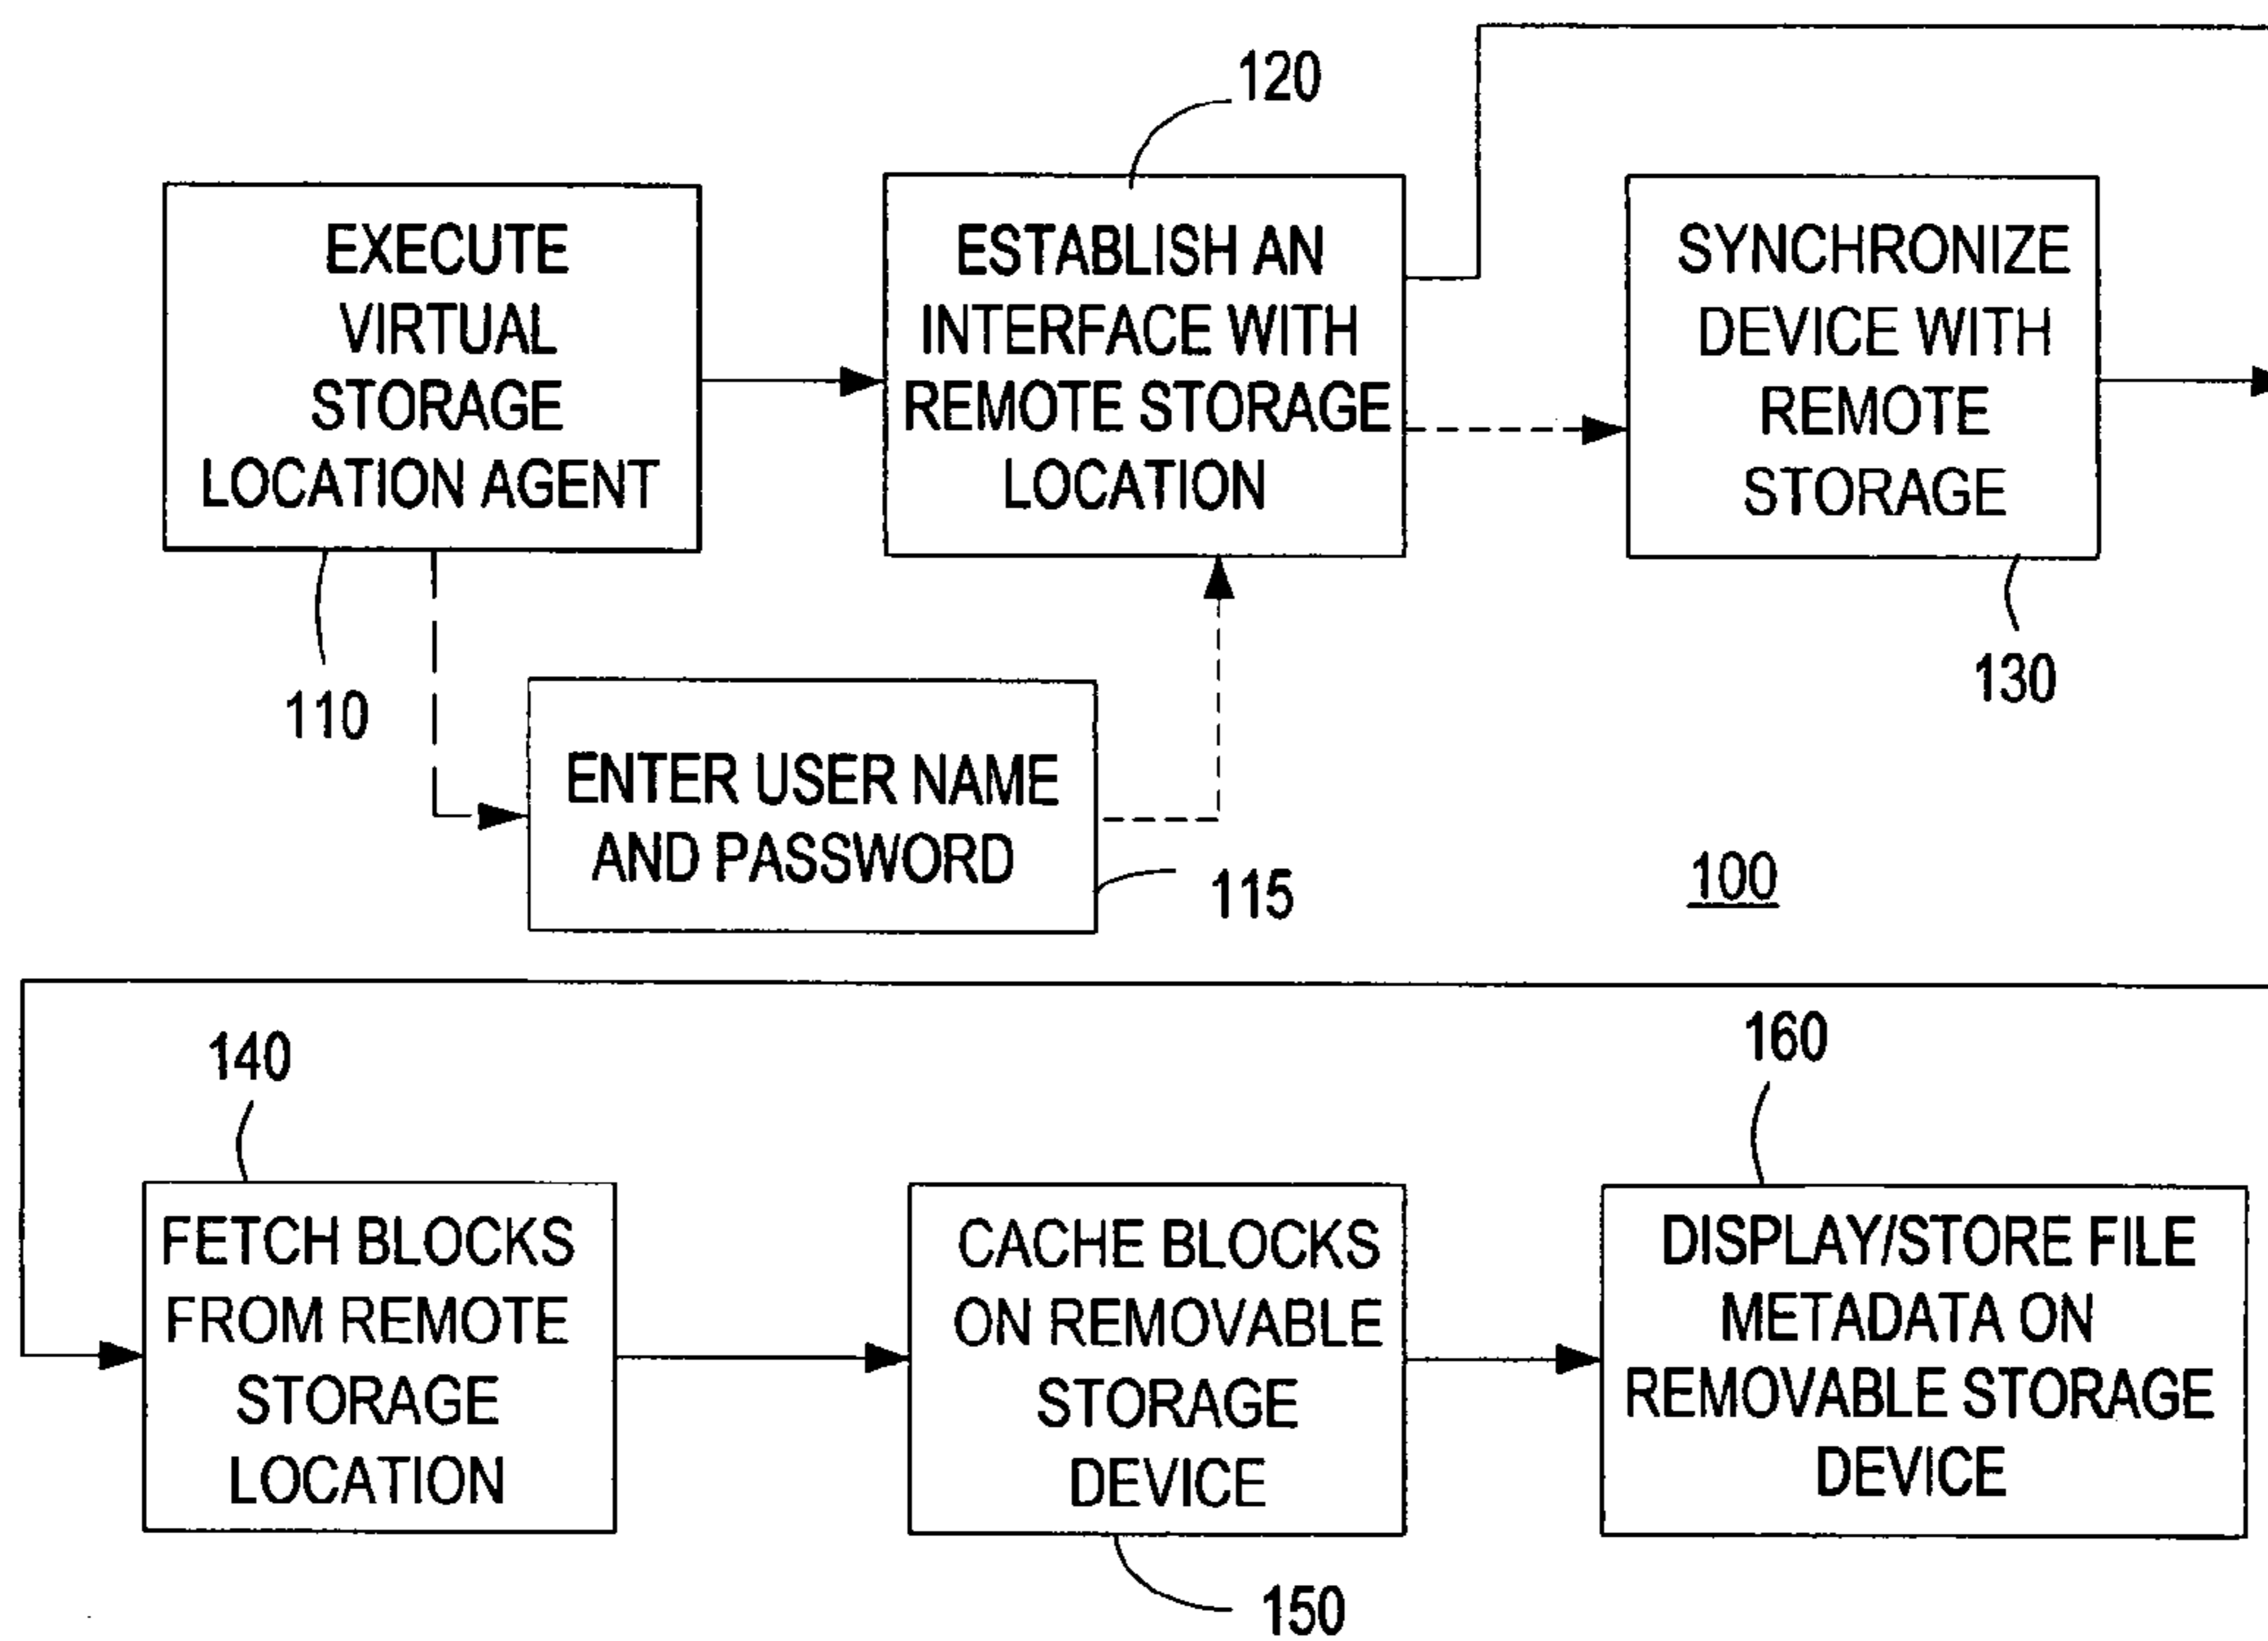 120
EXECUTE
VIRTUAL
STORAGE
LOCATION AGENT
ESTABLISH AN
INTERFACE WITH
REMOTE STORAGE
LOCATION
SYNCHRONIZE
DEVICE WITH
REMOTE
STORAGE
110
130
ENTER USER NAME
AND PASSWORD
115
100
140
160
FETCH BLOCKS
FROM REMOTE
STORAGE
LOCATION
CACHE BLOCKS
ON REMOVABLE
STORAGE
DEVICE
DISPLAY/STORE FILE
METADATA ON
REMOVABLE STORAGE
DEVICE
150